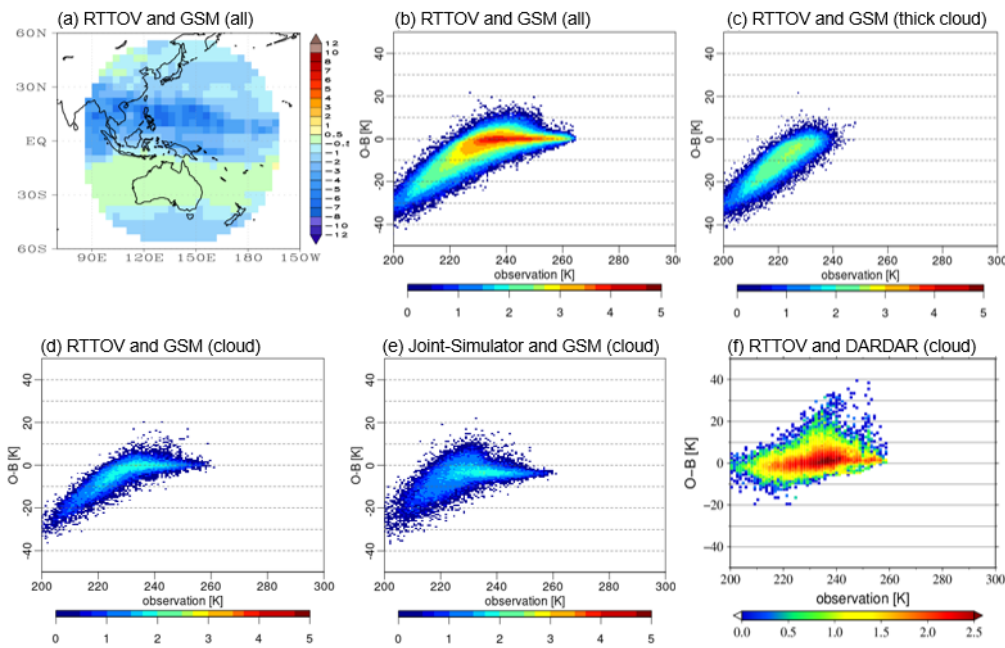 (a) RTTOV and GSM (all)
60N
30N
EQ
30S
60S
90E 120E 150E 180 150W
12
10
8
7
6
5
4
3
2
1
0.5
-0.5
-1
-2
-3
-4
-5
-6
-7
-8
-10
-12
(b) RTTOV and GSM (all)
O-B [K]
40
20
0
-20
-40
200 220 240 260 280 300
observation [K]
0 1 2 3 4 5
(c) RTTOV and GSM (thick cloud)
O-B [K]
40
20
0
-20
-40
200 220 240 260 280 300
observation [K]
0 1 2 3 4 5
(d) RTTOV and GSM (cloud)
O-B [K]
40
20
0
-20
-40
200 220 240 260 280 300
observation [K]
0 1 2 3 4 5
(e) Joint-Simulator and GSM (cloud)
O-B [K]
40
20
0
-20
-40
200 220 240 260 280 300
observation [K]
0 1 2 3 4 5
(f) RTTOV and DARDAR (cloud)
O−B [K]
40
20
0
−20
−40
200 220 240 260 280 300
observation [K]
0.0 0.5 1.0 1.5 2.0 2.5